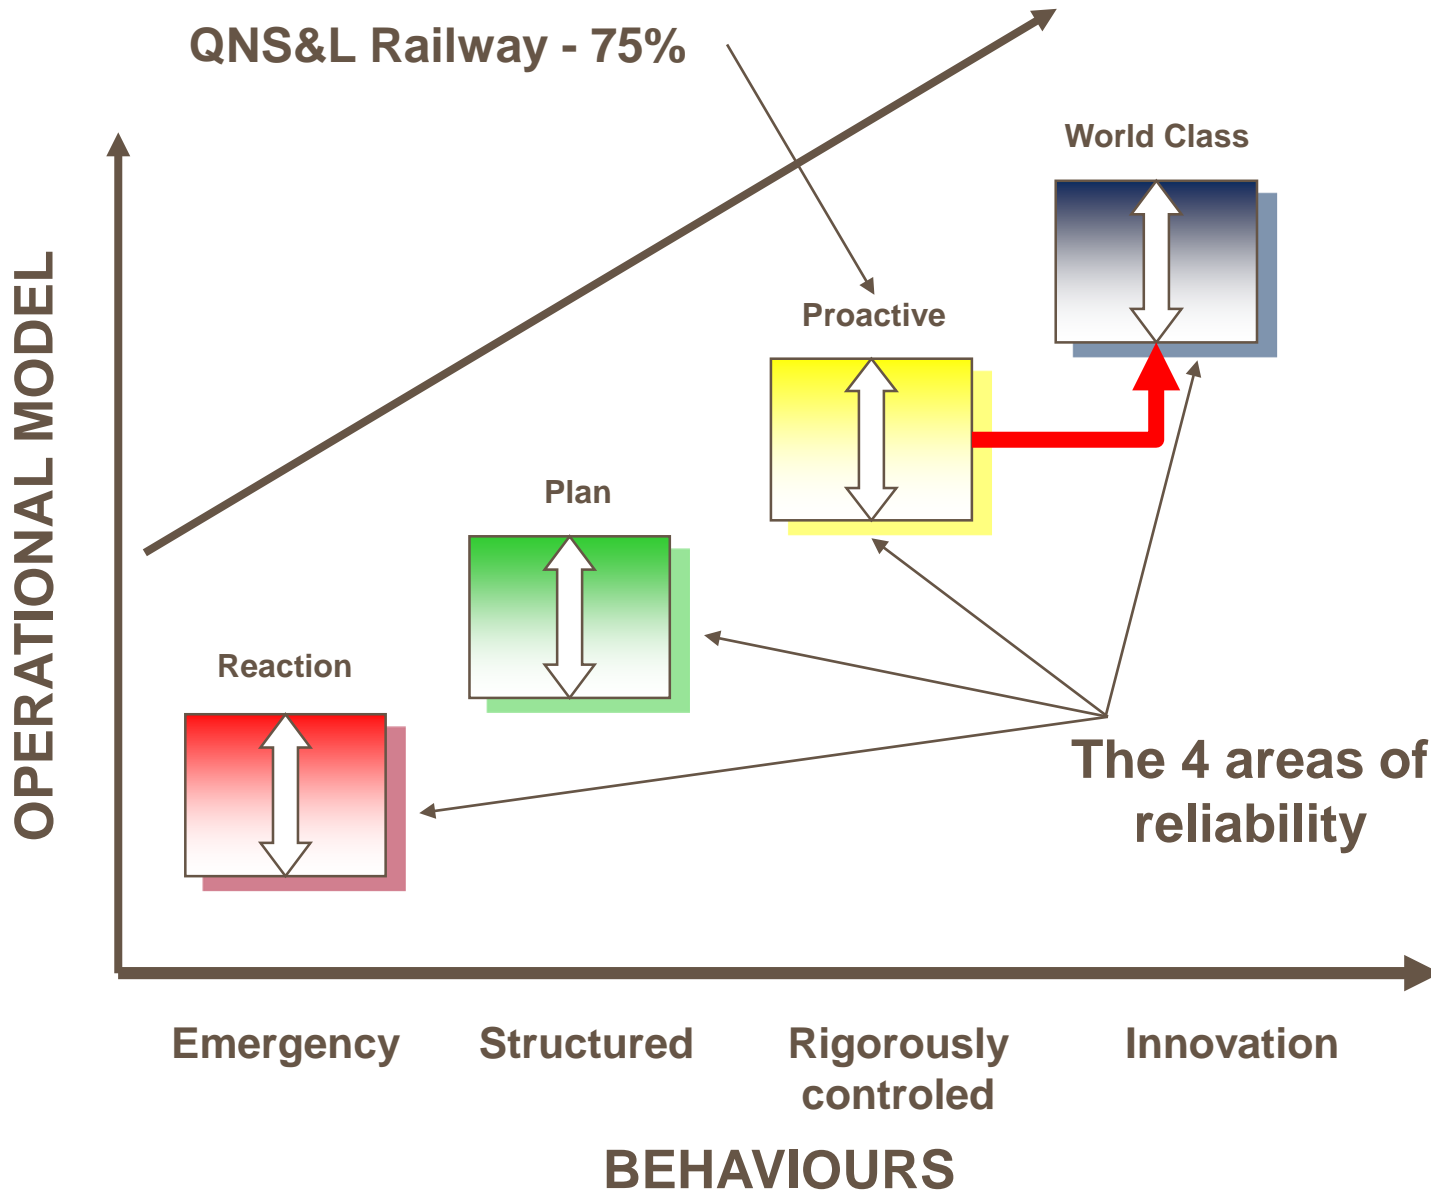 QNS&L Railway - 75%
World Class
Proactive
Plan
Reaction
OPERATIONAL MODEL
The 4 areas of
reliability
Emergency
Structured
Rigorously
controled
Innovation
BEHAVIOURS